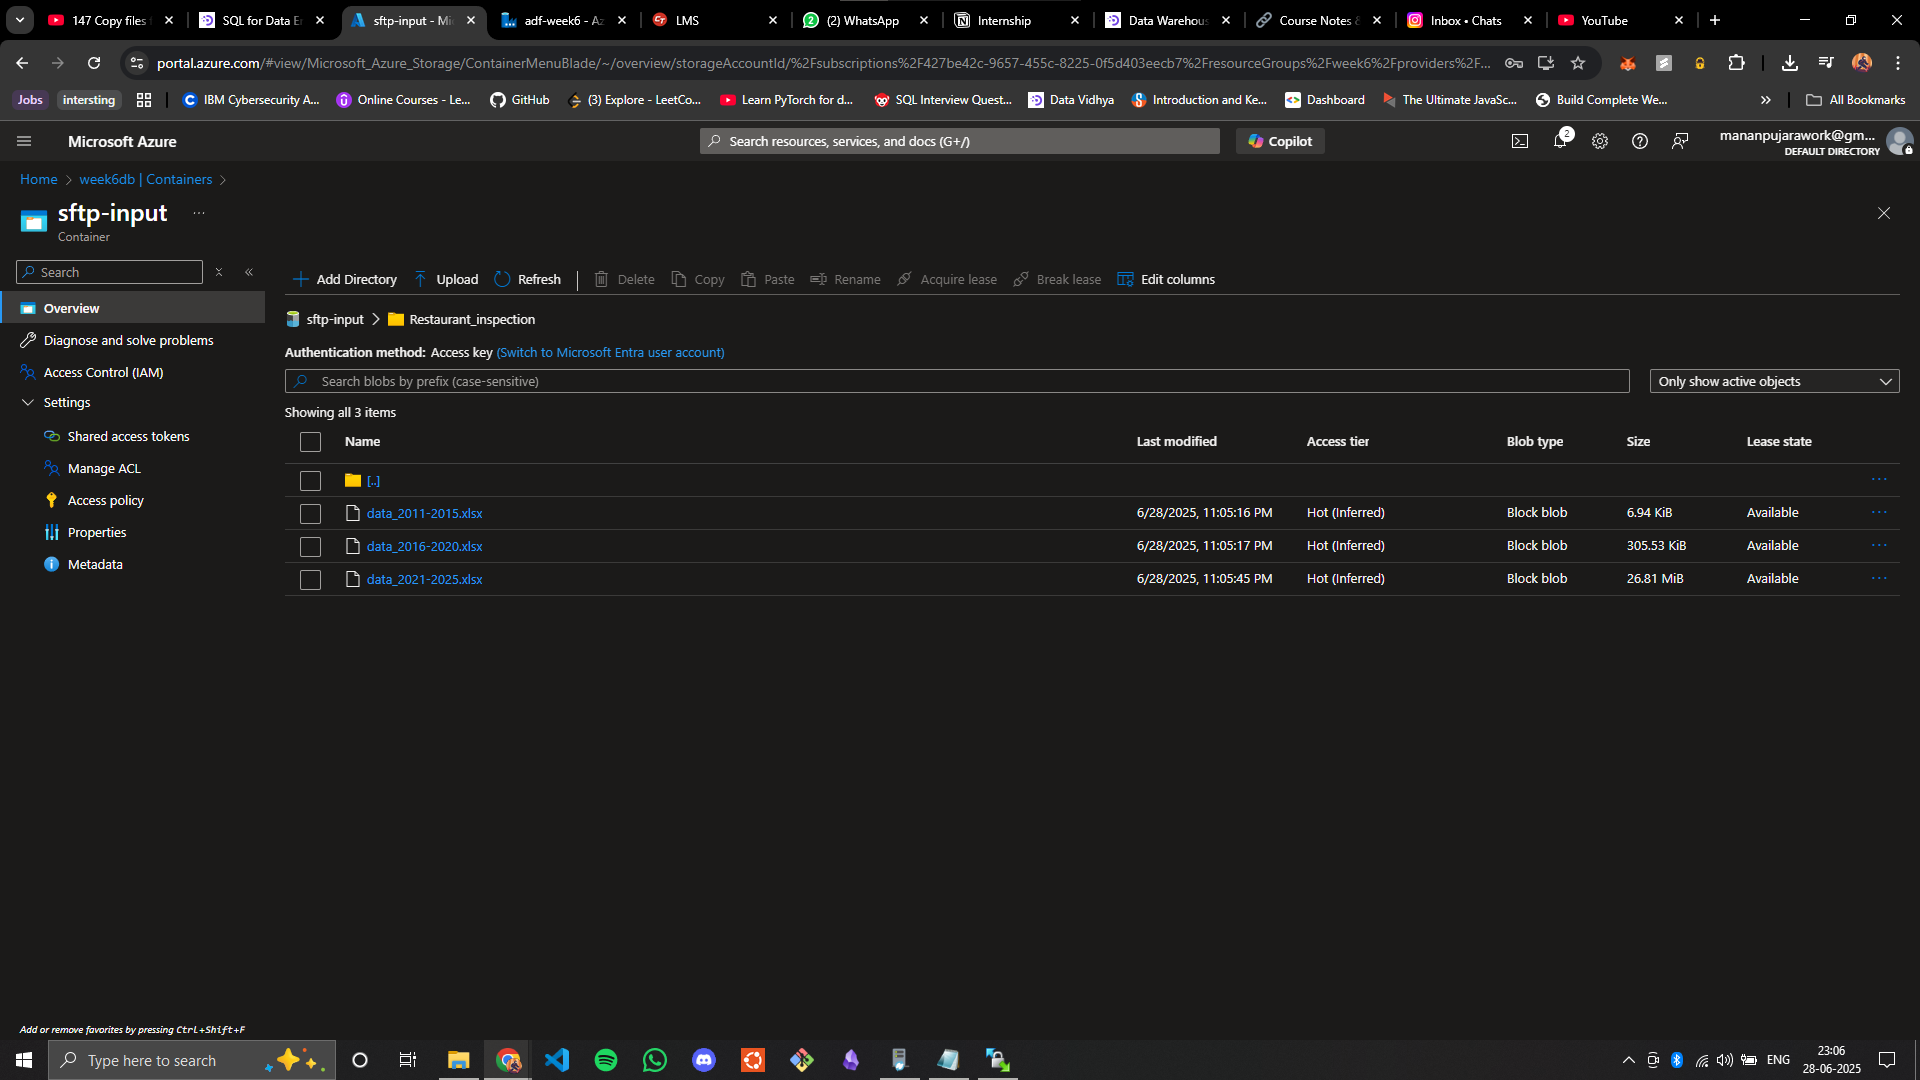 147 Copy files
SQL for Data En
sftp-input - Mic
adf-week6 - Az
LMS
(2) WhatsApp
Internship
Data Warehous
Course Notes &
Inbox • Chats
YouTube
portal.azure.com/#view/Microsoft_Azure_Storage/ContainerMenuBlade/~/overview/storageAccountId/%2Fsubscriptions%2F427be42c-9657-455c-8225-0f5d403eecb7%2FresourceGroups%2Fweek6%2Fproviders%2F...
Jobs
intersting
IBM Cybersecurity A...
Online Courses - Le...
GitHub
(3) Explore - LeetCo...
Learn PyTorch for d...
SQL Interview Quest...
Data Vidhya
Introduction and Ke...
Dashboard
The Ultimate JavaSc...
Build Complete We...
All Bookmarks
Microsoft Azure
Search resources, services, and docs (G+/)
Copilot
2
mananpujarawork@gm...
DEFAULT DIRECTORY
Home > week6db | Containers >
sftp-input ...
Container
Search
Add Directory Upload Refresh Delete Copy Paste Rename Acquire lease Break lease Edit columns
Overview
Diagnose and solve problems
Access Control (IAM)
Settings
Shared access tokens
Manage ACL
Access policy
Properties
Metadata
sftp-input > Restaurant_inspection
Authentication method: Access key (Switch to Microsoft Entra user account)
Search blobs by prefix (case-sensitive)
Only show active objects
Showing all 3 items
Name Last modified Access tier Blob type Size Lease state
[..]
data_2011-2015.xlsx 6/28/2025, 11:05:16 PM Hot (Inferred) Block blob 6.94 KiB Available
data_2016-2020.xlsx 6/28/2025, 11:05:17 PM Hot (Inferred) Block blob 305.53 KiB Available
data_2021-2025.xlsx 6/28/2025, 11:05:45 PM Hot (Inferred) Block blob 26.81 MiB Available
Add or remove favorites by pressing Ctrl+Shift+F
Type here to search
ENG
23:06
28-06-2025